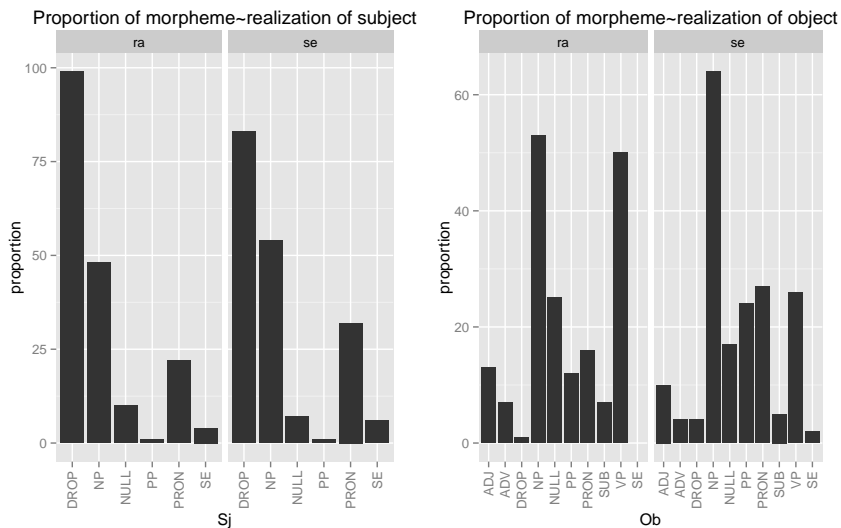 Proportion of morpheme~realization of subject
ra se
proportion
100
75
50
25
0
DROP NP NULL PP PRON SE DROP NP NULL PP PRON SE
Sj
Proportion of morpheme~realization of object
ra se
proportion
60
40
20
0
ADJ ADV DROP NP NULL PP PRON SUB VP SE ADJ ADV DROP NP NULL PP PRON SUB VP SE
Ob